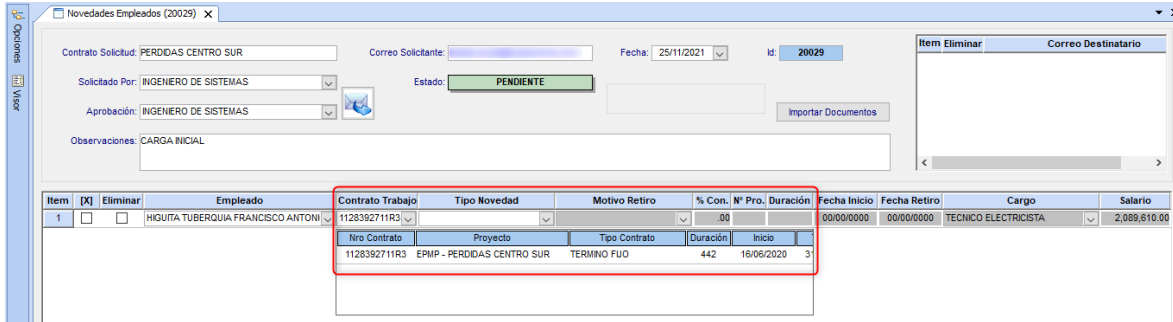 Novedades Empleados (20029) X
Opciones
Visor
Contrato Solicitud: PERDIDAS CENTRO SUR Correo Solicitante: Fecha: 25/11/2021 Id: 20029
Solicitado Por: INGENIERO DE SISTEMAS Estado: PENDIENTE
Aprobación: INGENIERO DE SISTEMAS Importar Documentos
Observaciones: CARGA INICIAL
Item Eliminar Correo Destinatario
Item [X] Eliminar Empleado Contrato Trabajo Tipo Novedad Motivo Retiro % Con. Nº Pro. Duración Fecha Inicio Fecha Retiro Cargo Salario
1 HIGUITA TUBERQUIA FRANCISCO ANTONI 1128392711R3 .00 00/00/0000 00/00/0000 TECNICO ELECTRICISTA 2,089,610.00
Nro Contrato Proyecto Tipo Contrato Duración Inicio
1128392711R3 EPMP - PERDIDAS CENTRO SUR TERMINO FIJO 442 16/06/2020 31